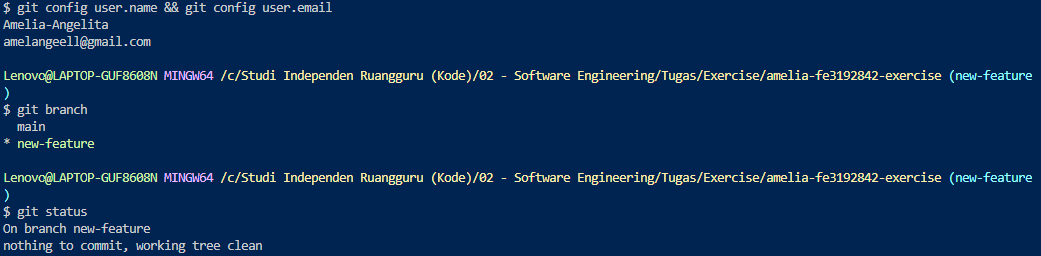 $ git config user.name && git config user.email
Amelia-Angelita
amelangeell@gmail.com
Lenovo@LAPTOP-GUF8608N MINGW64 /c/Studi Independen Ruangguru (Kode)/02 - Software Engineering/Tugas/Exercise/amelia-fe3192842-exercise (new-feature
)
$ git branch
  main
* new-feature
Lenovo@LAPTOP-GUF8608N MINGW64 /c/Studi Independen Ruangguru (Kode)/02 - Software Engineering/Tugas/Exercise/amelia-fe3192842-exercise (new-feature
)
$ git status
On branch new-feature
nothing to commit, working tree clean